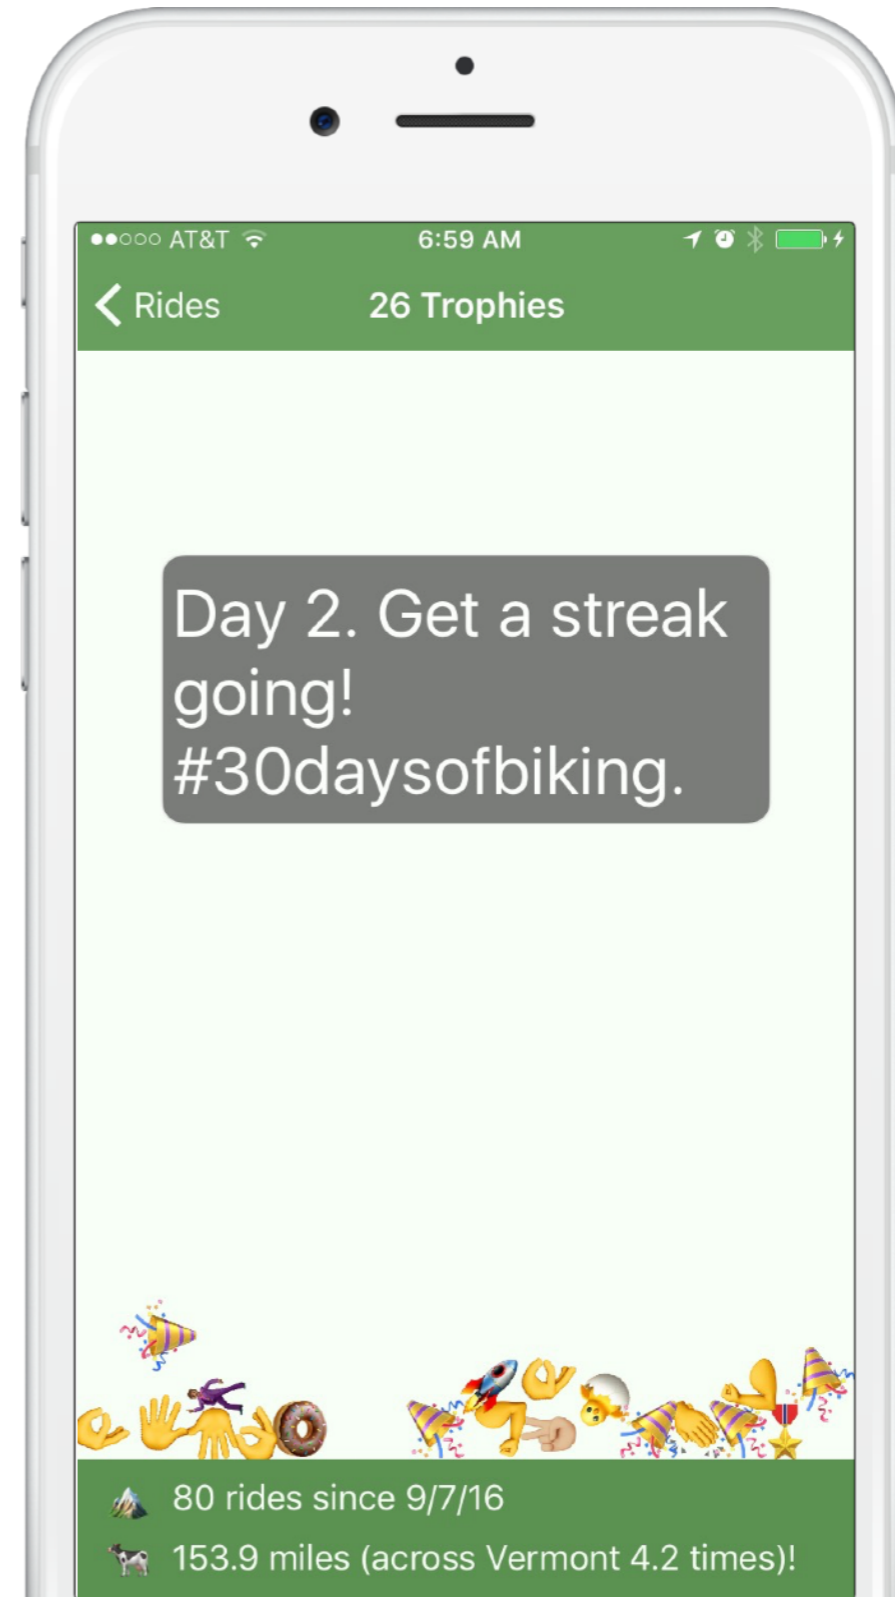 AT&T 6:59 AM
Rides 26 Trophies
Day 2. Get a streak
going!
#30daysofbiking.
80 rides since 9/7/16
153.9 miles (across Vermont 4.2 times)!